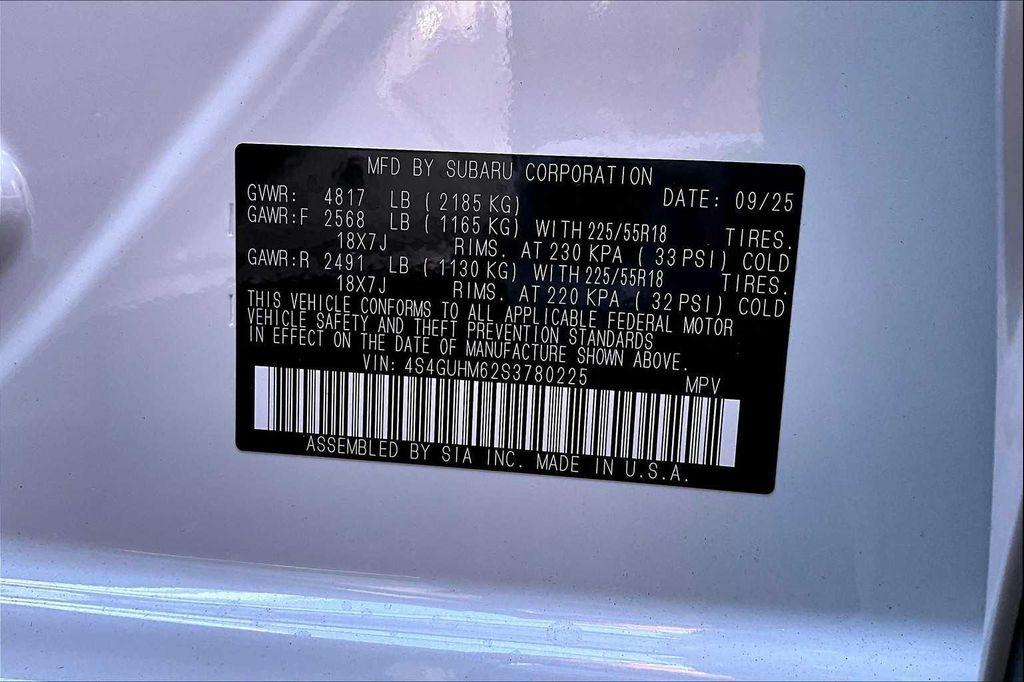 MFD BY SUBARU CORPORATION
GVWR: 4817 LB (2185 KG) DATE: 09/25
GAWR:F 2568 LB (1165 KG) WITH 225/55R18 TIRES.
18X7J RIMS. AT 230 KPA (33 PSI) COLD
GAWR:R 2491 LB (1130 KG) WITH 225/55R18 TIRES.
18X7J RIMS. AT 220 KPA (32 PSI) COLD
THIS VEHICLE CONFORMS TO ALL APPLICABLE FEDERAL MOTOR
VEHICLE SAFETY AND THEFT PREVENTION STANDARDS
IN EFFECT ON THE DATE OF MANUFACTURE SHOWN ABOVE.
VIN: 4S4GUHM62S3780225 MPV
ASSEMBLED BY SIA INC. MADE IN U.S.A.